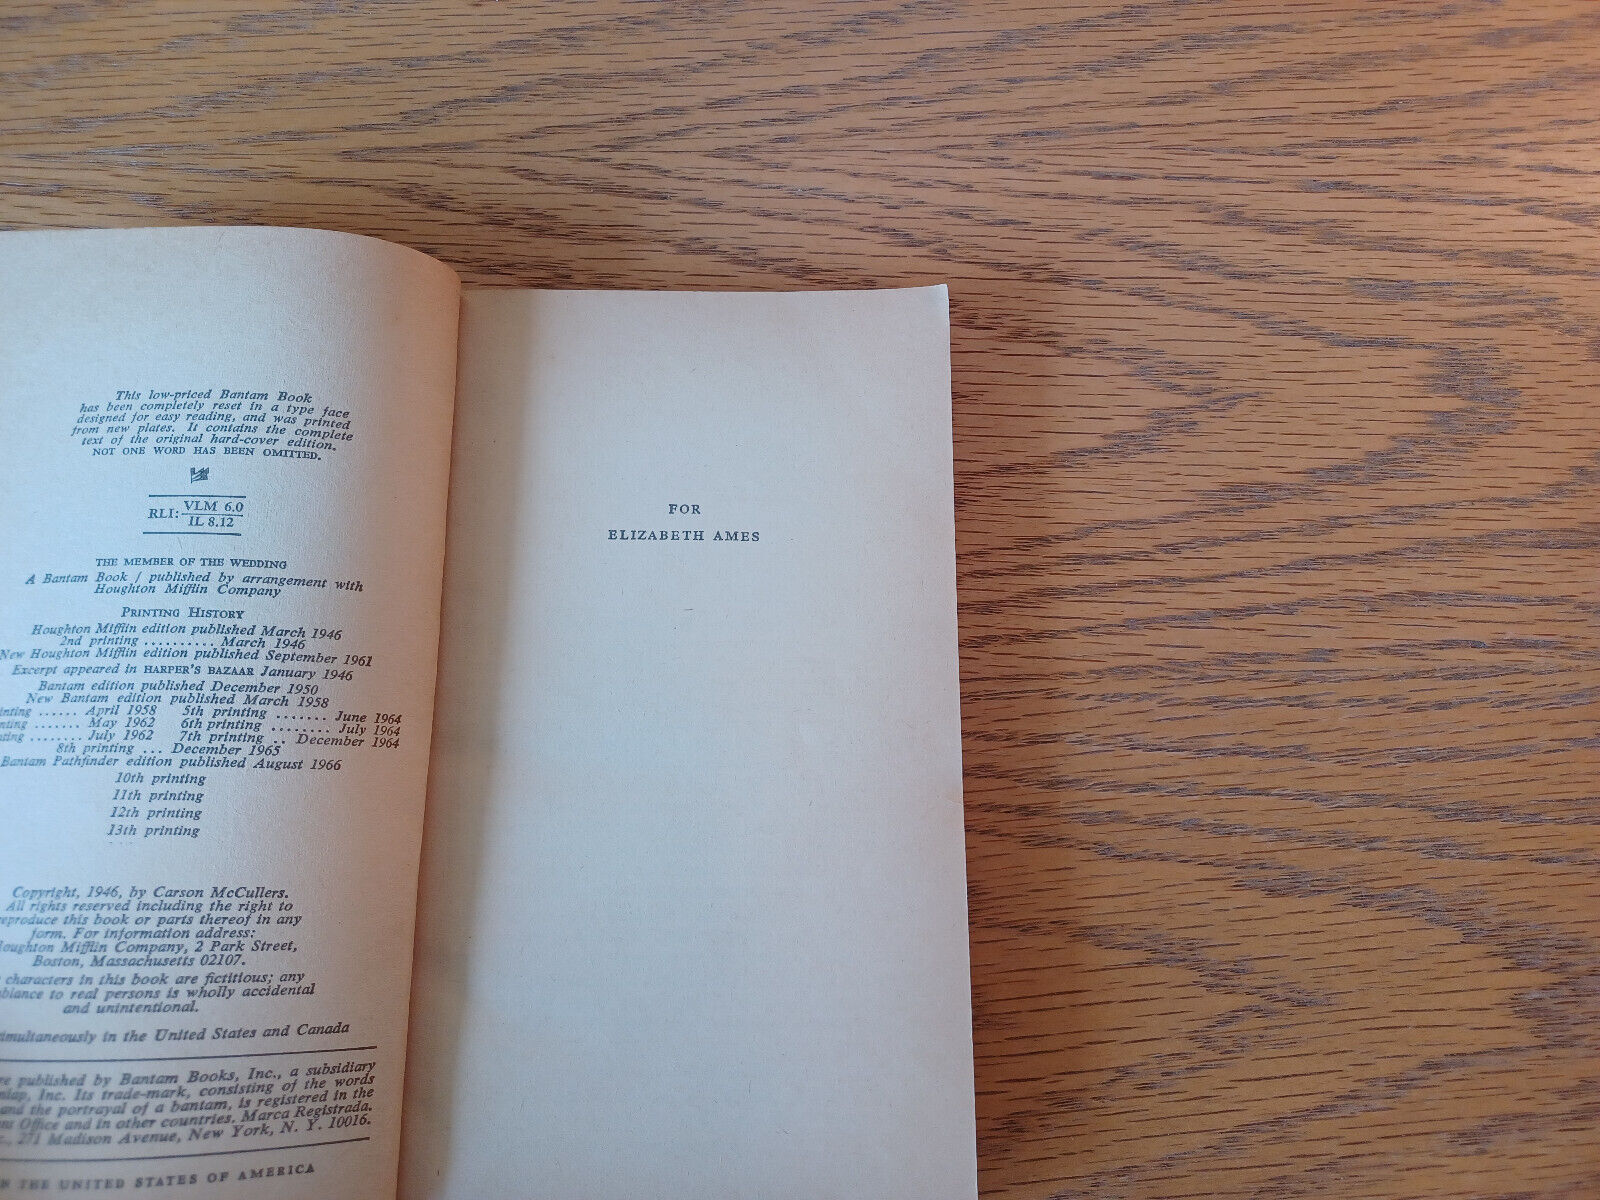 This low-priced Bantam Book
has been completely reset in a type face
designed for easy reading, and was printed
from new plates. It contains the complete
text of the original hard-cover edition.
NOT ONE WORD HAS BEEN OMITTED.
RLI: VLM 6.0
IL 8.12
THE MEMBER OF THE WEDDING
A Bantam Book / published by arrangement with
Houghton Mifflin Company
PRINTING HISTORY
Houghton Mifflin edition published March 1946
2nd printing .......... March 1946
New Houghton Mifflin edition published September 1961
Excerpt appeared in HARPER'S BAZAAR January 1946
Bantam edition published December 1950
New Bantam edition published March 1958
...... April 1958 5th printing ........ June 1964
....... May 1962 6th printing ........ July 1964
........ July 1962 7th printing .. December 1964
8th printing ... December 1965
Bantam Pathfinder edition published August 1966
10th printing
11th printing
12th printing
13th printing
Copyright, 1946, by Carson McCullers.
All rights reserved including the right to
reproduce this book or parts thereof in any
form. For information address:
Houghton Mifflin Company, 2 Park Street,
Boston, Massachusetts 02107.
characters in this book are fictitious; any
to real persons is wholly accidental
and unintentional.
simultaneously in the United States and Canada
published by Bantam Books, Inc., a subsidiary
Inc. Its trade-mark, consisting of the words
and the portrayal of a bantam, is registered in the
Office and in other countries. Marca Registrada.
271 Madison Avenue, New York, N. Y. 10016.
IN THE UNITED STATES OF AMERICA
FOR
ELIZABETH AMES